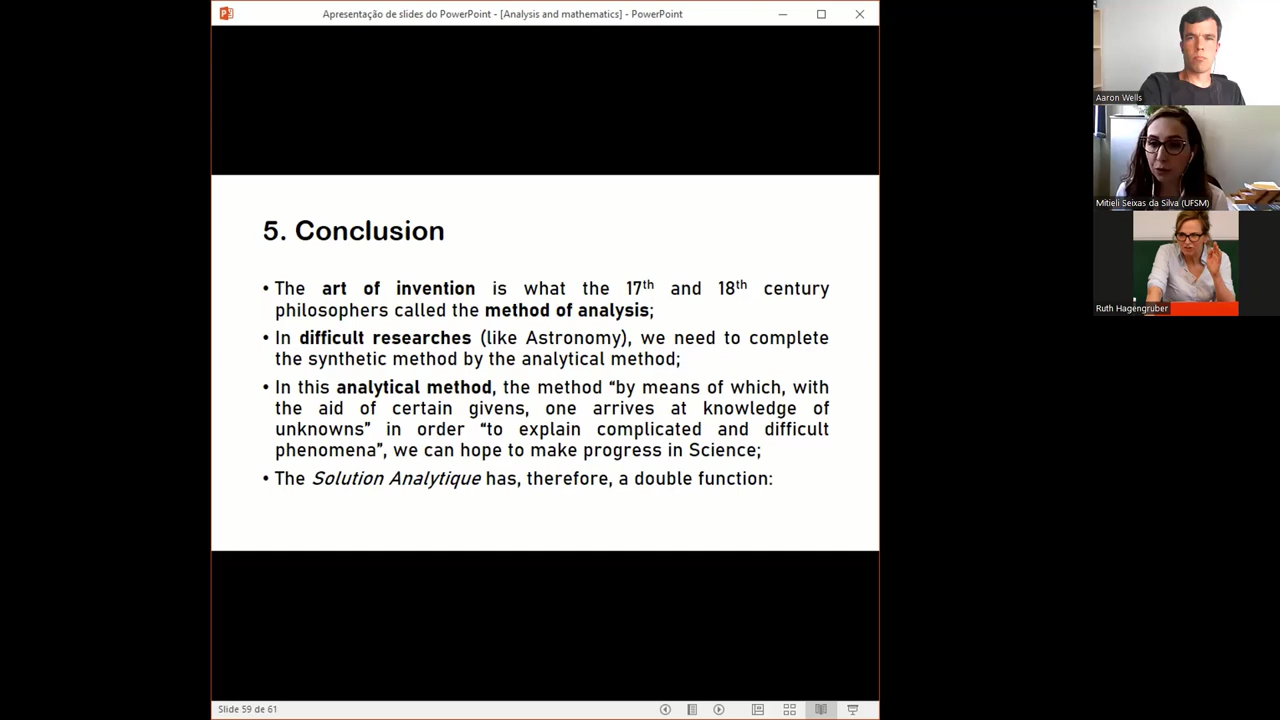 Apresentação de slides do PowerPoint - [Analysis and mathematics] - PowerPoint
Aaron Wells
Mitieli Seixas da Silva (UFSM)
Ruth Hagengruber
5. Conclusion
• The art of invention is what the 17th and 18th century
philosophers called the method of analysis;
• In difficult researches (like Astronomy), we need to complete
the synthetic method by the analytical method;
• In this analytical method, the method “by means of which, with
the aid of certain givens, one arrives at knowledge of
unknowns” in order “to explain complicated and difficult
phenomena”, we can hope to make progress in Science;
• The Solution Analytique has, therefore, a double function:
Slide 59 de 61